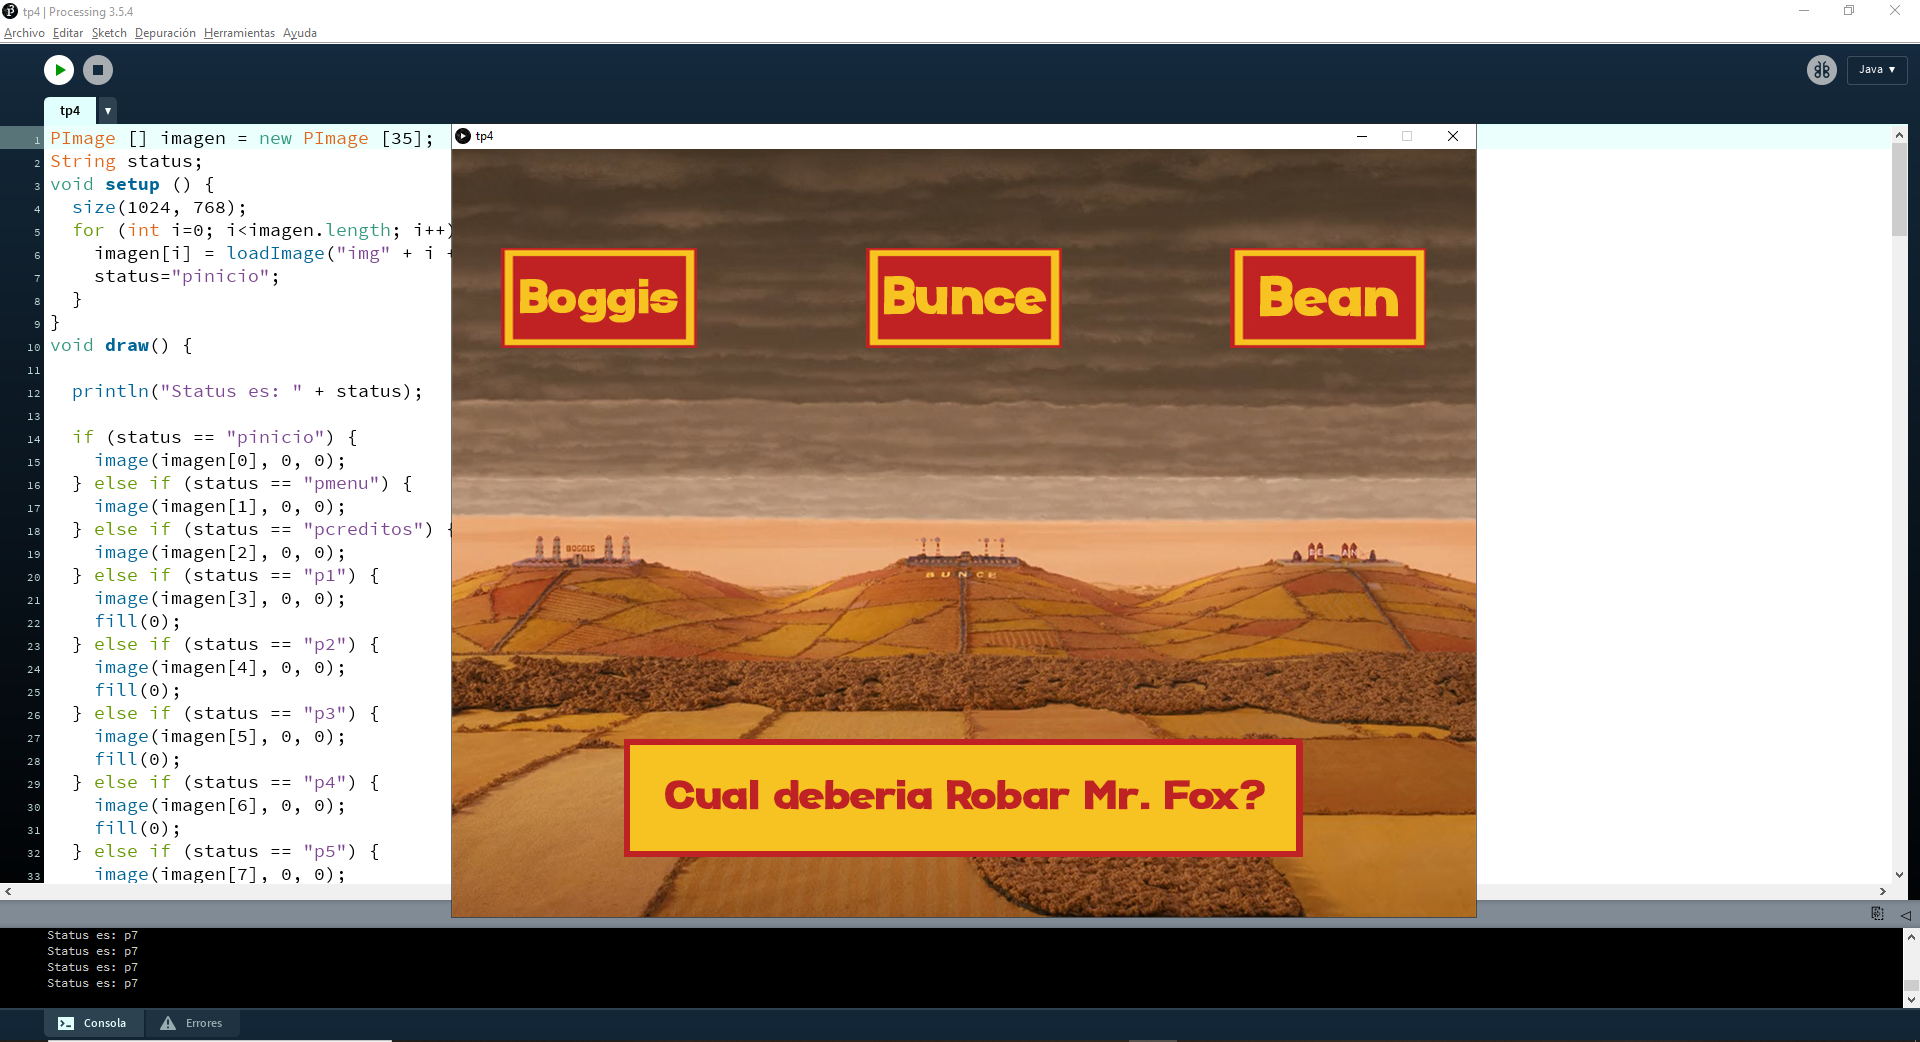 tp4 | Processing 3.5.4
Archivo Editar Sketch Depuración Herramientas Ayuda
Java ▼
tp4 ▼
1 PImage [] imagen = new PImage [35];
2 String status;
3 void setup () {
4 size(1024, 768);
5 for (int i=0; i<imagen.length; i++)
6 imagen[i] = loadImage("img" + i +
7 status="pinicio";
8 }
9 }
10 void draw() {
11
12 println("Status es: " + status);
13
14 if (status == "pinicio") {
15 image(imagen[0], 0, 0);
16 } else if (status == "pmenu") {
17 image(imagen[1], 0, 0);
18 } else if (status == "pcreditos") {
19 image(imagen[2], 0, 0);
20 } else if (status == "p1") {
21 image(imagen[3], 0, 0);
22 fill(0);
23 } else if (status == "p2") {
24 image(imagen[4], 0, 0);
25 fill(0);
26 } else if (status == "p3") {
27 image(imagen[5], 0, 0);
28 fill(0);
29 } else if (status == "p4") {
30 image(imagen[6], 0, 0);
31 fill(0);
32 } else if (status == "p5") {
33 image(imagen[7], 0, 0);
tp4
Boggis Bunce Bean
BOGGIS
BUNCE
BEAN
Cual deberia Robar Mr. Fox?
Status es: p7
Status es: p7
Status es: p7
Status es: p7
Consola Errores